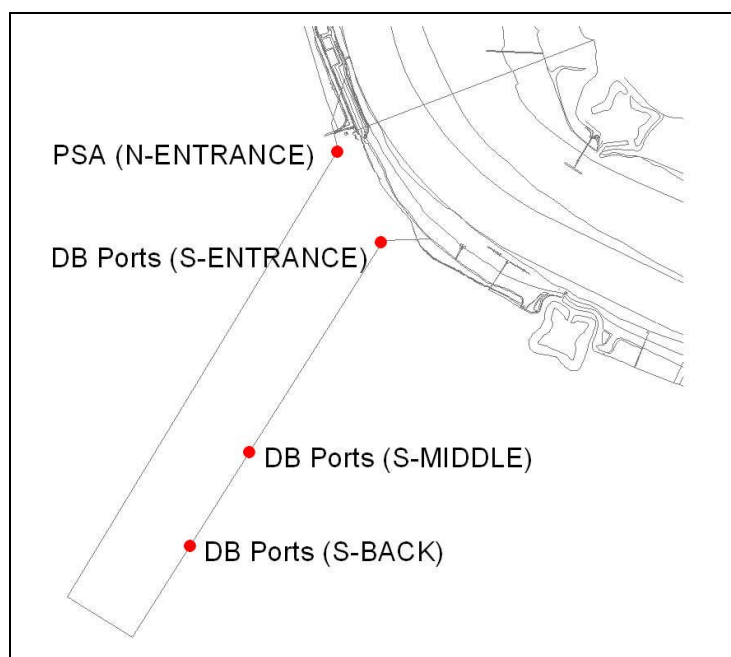 PSA (N-ENTRANCE)
DB Ports (S-ENTRANCE)
DB Ports (S-MIDDLE)
DB Ports (S-BACK)